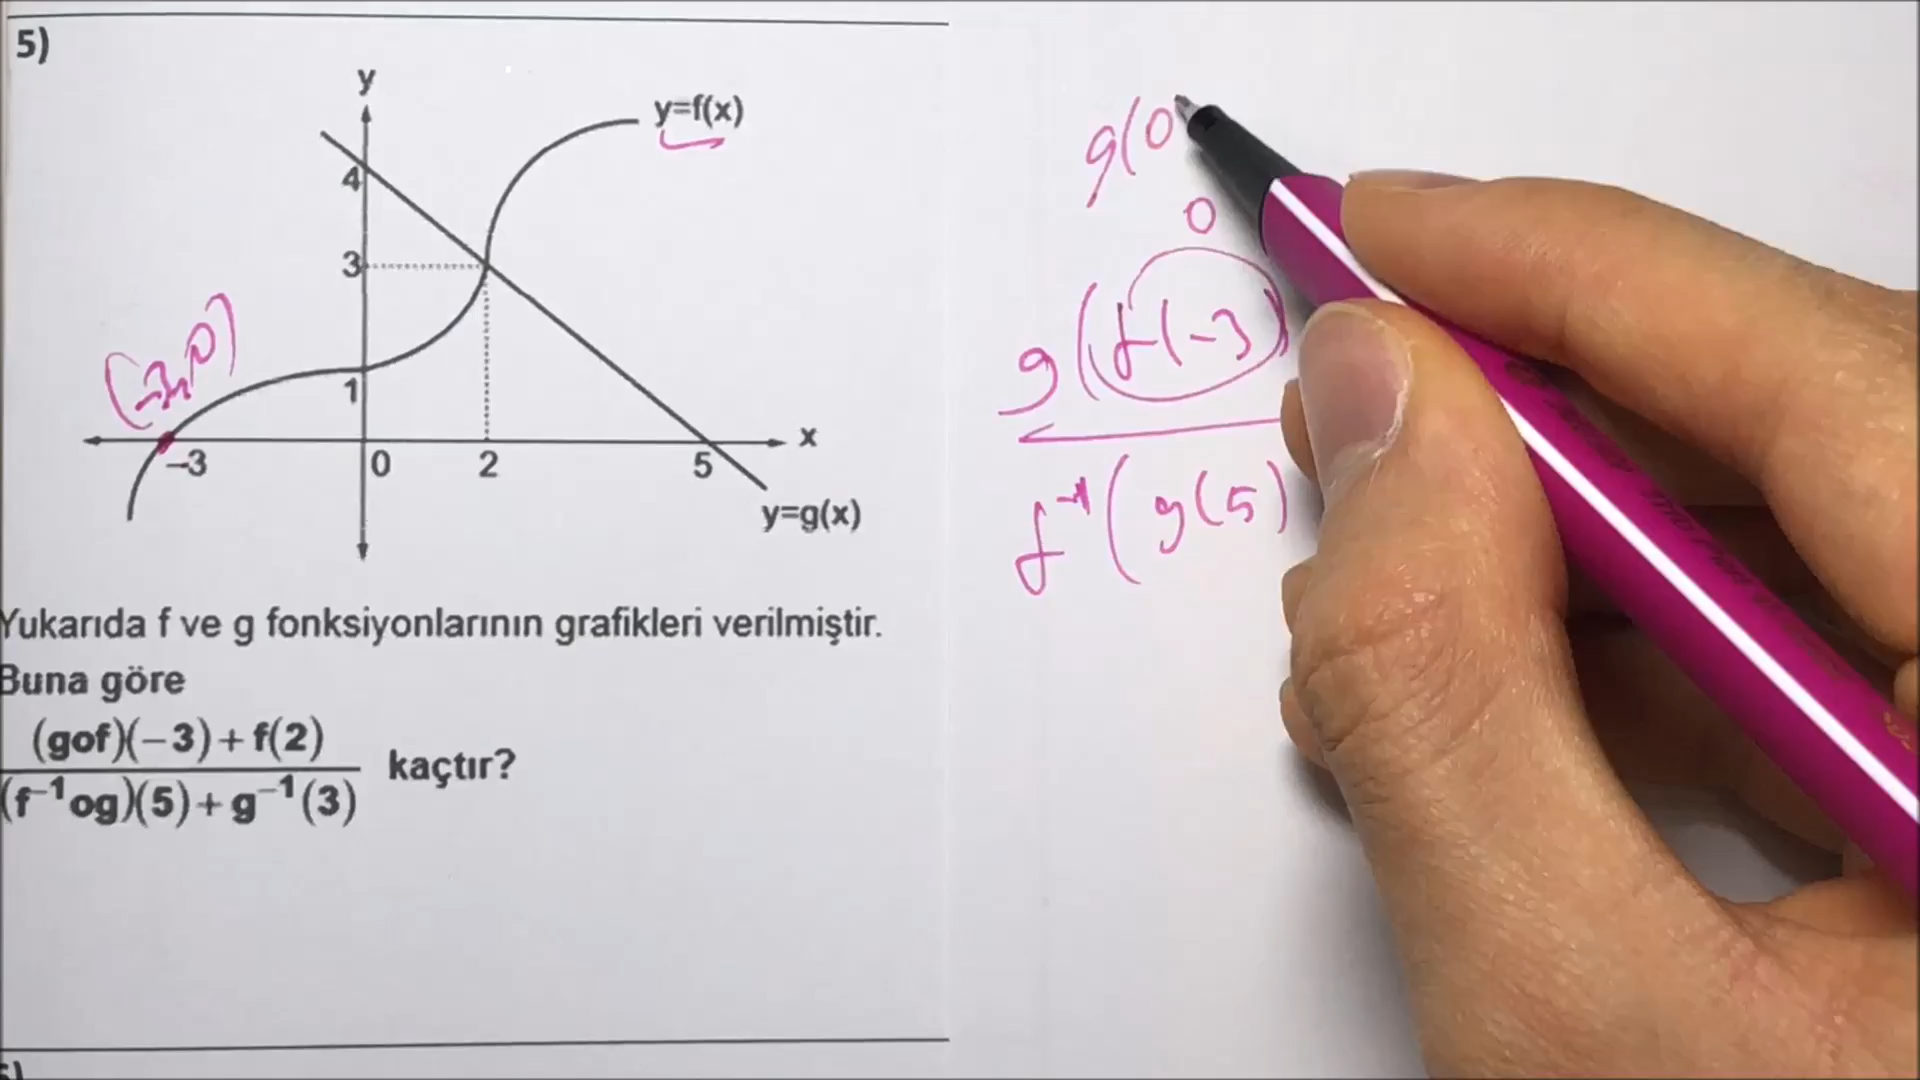 5)
y
y=f(x)
4
3
1
(-3,0)
-3
0
2
5
x
y=g(x)
Yukarıda f ve g fonksiyonlarının grafikleri verilmiştir.
Buna göre
(gof)(-3)+f(2)
(f⁻¹og)(5)+g⁻¹(3)
kaçtır?
g(0
0
g(f(-3)
f⁻¹(g(5)